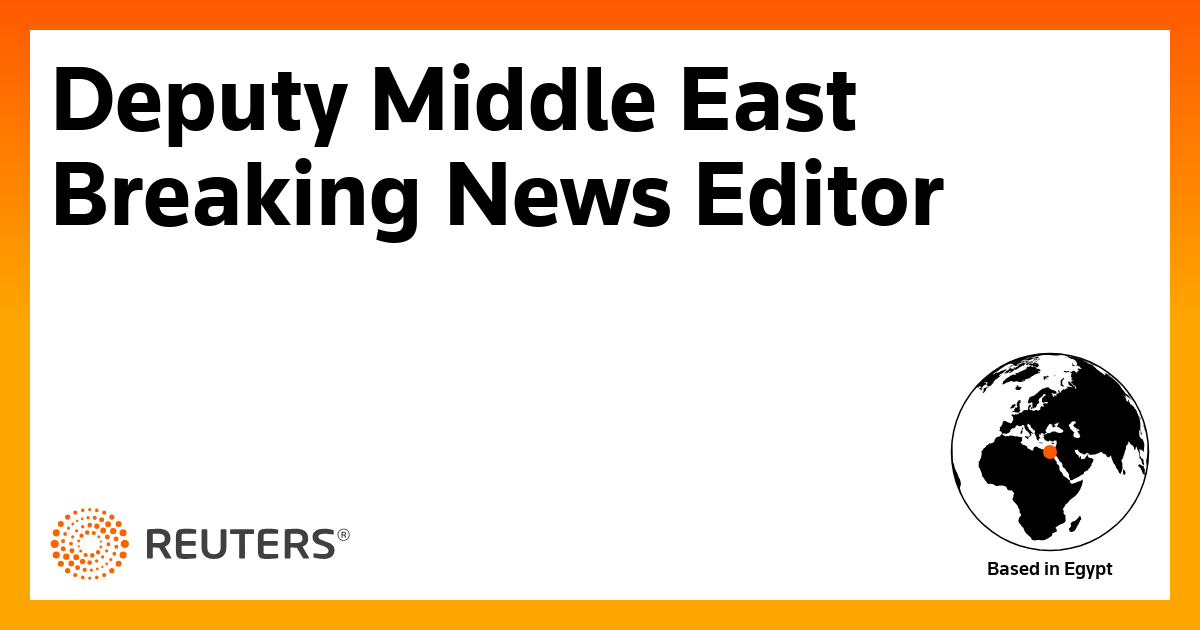 Deputy Middle East
Breaking News Editor
REUTERS®
Based in Egypt